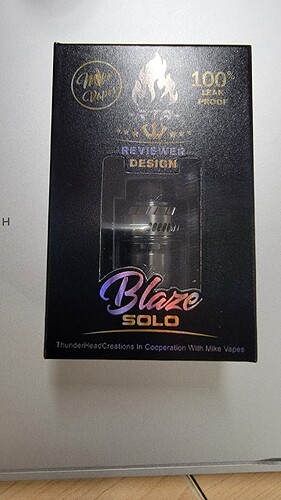 Mike
Vapes
100%
LEAK
PROOF
REVIEWER
DESIGN
Blaze
SOLO
ThunderHeadCreations In Cooperation With Mike Vapes
H